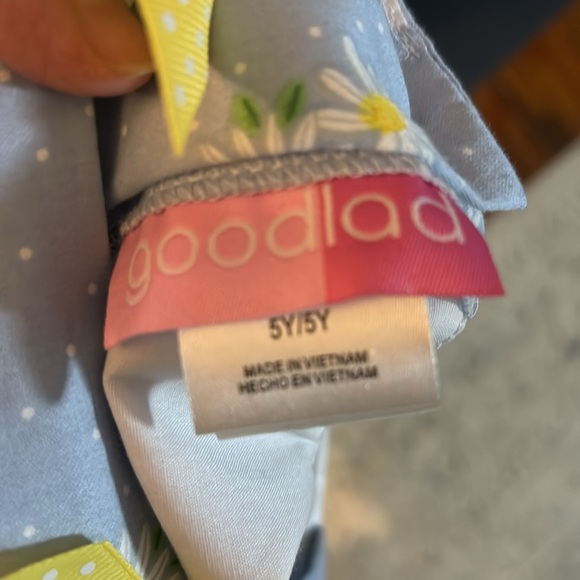 goodlad
5Y/5Y
MADE IN VIETNAM
HECHO EN VIETNAM